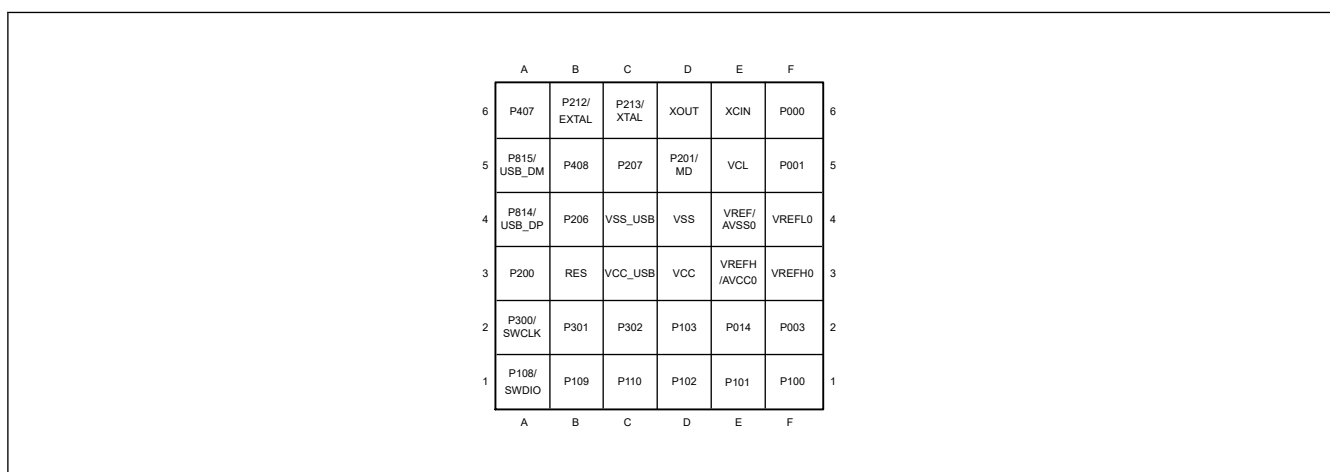 A B C D E F
6 P407 P212/ P213/ XOUT XCIN P000 6
EXTAL XTAL
5 P815/ P408 P207 P201/ VCL P001 5
USB_DM MD
4 P814/ P206 VSS_USB VSS VREF/ VREFL0 4
USB_DP AVSS0
3 P200 RES VCC_USB VCC VREFH VREFH0 3
/AVCC0
2 P300/ P301 P302 P103 P014 P003 2
SWCLK
1 P108/ P109 P110 P102 P101 P100 1
SWDIO
A B C D E F